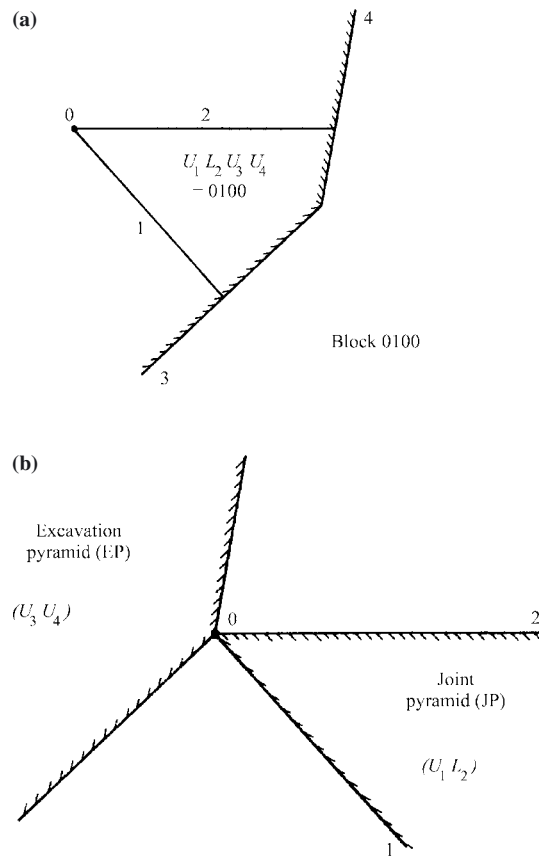 (a)
4
0
2
U1 L2 U3 U4
= 0100
1
Block 0100
3
(b)
Excavation
pyramid (EP)
(U3 U4)
0
2
Joint
pyramid (JP)
(U1 L2)
1